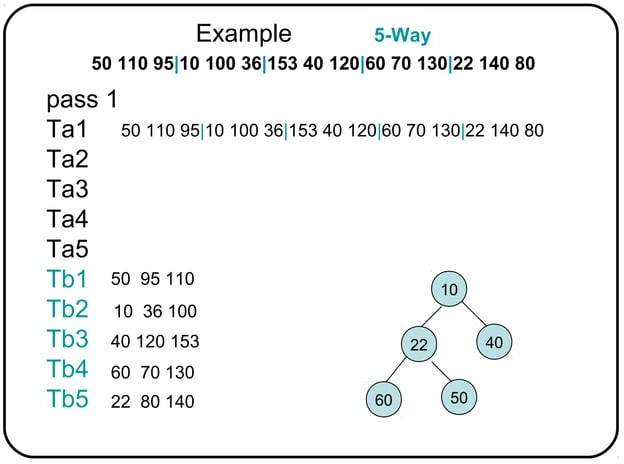 Example 5-Way
50 110 95|10 100 36|153 40 120|60 70 130|22 140 80
pass 1
Ta1 50 110 95|10 100 36|153 40 120|60 70 130|22 140 80
Ta2
Ta3
Ta4
Ta5
Tb1 50 95 110
Tb2 10 36 100
Tb3 40 120 153
Tb4 60 70 130
Tb5 22 80 140
10
22 40
60 50